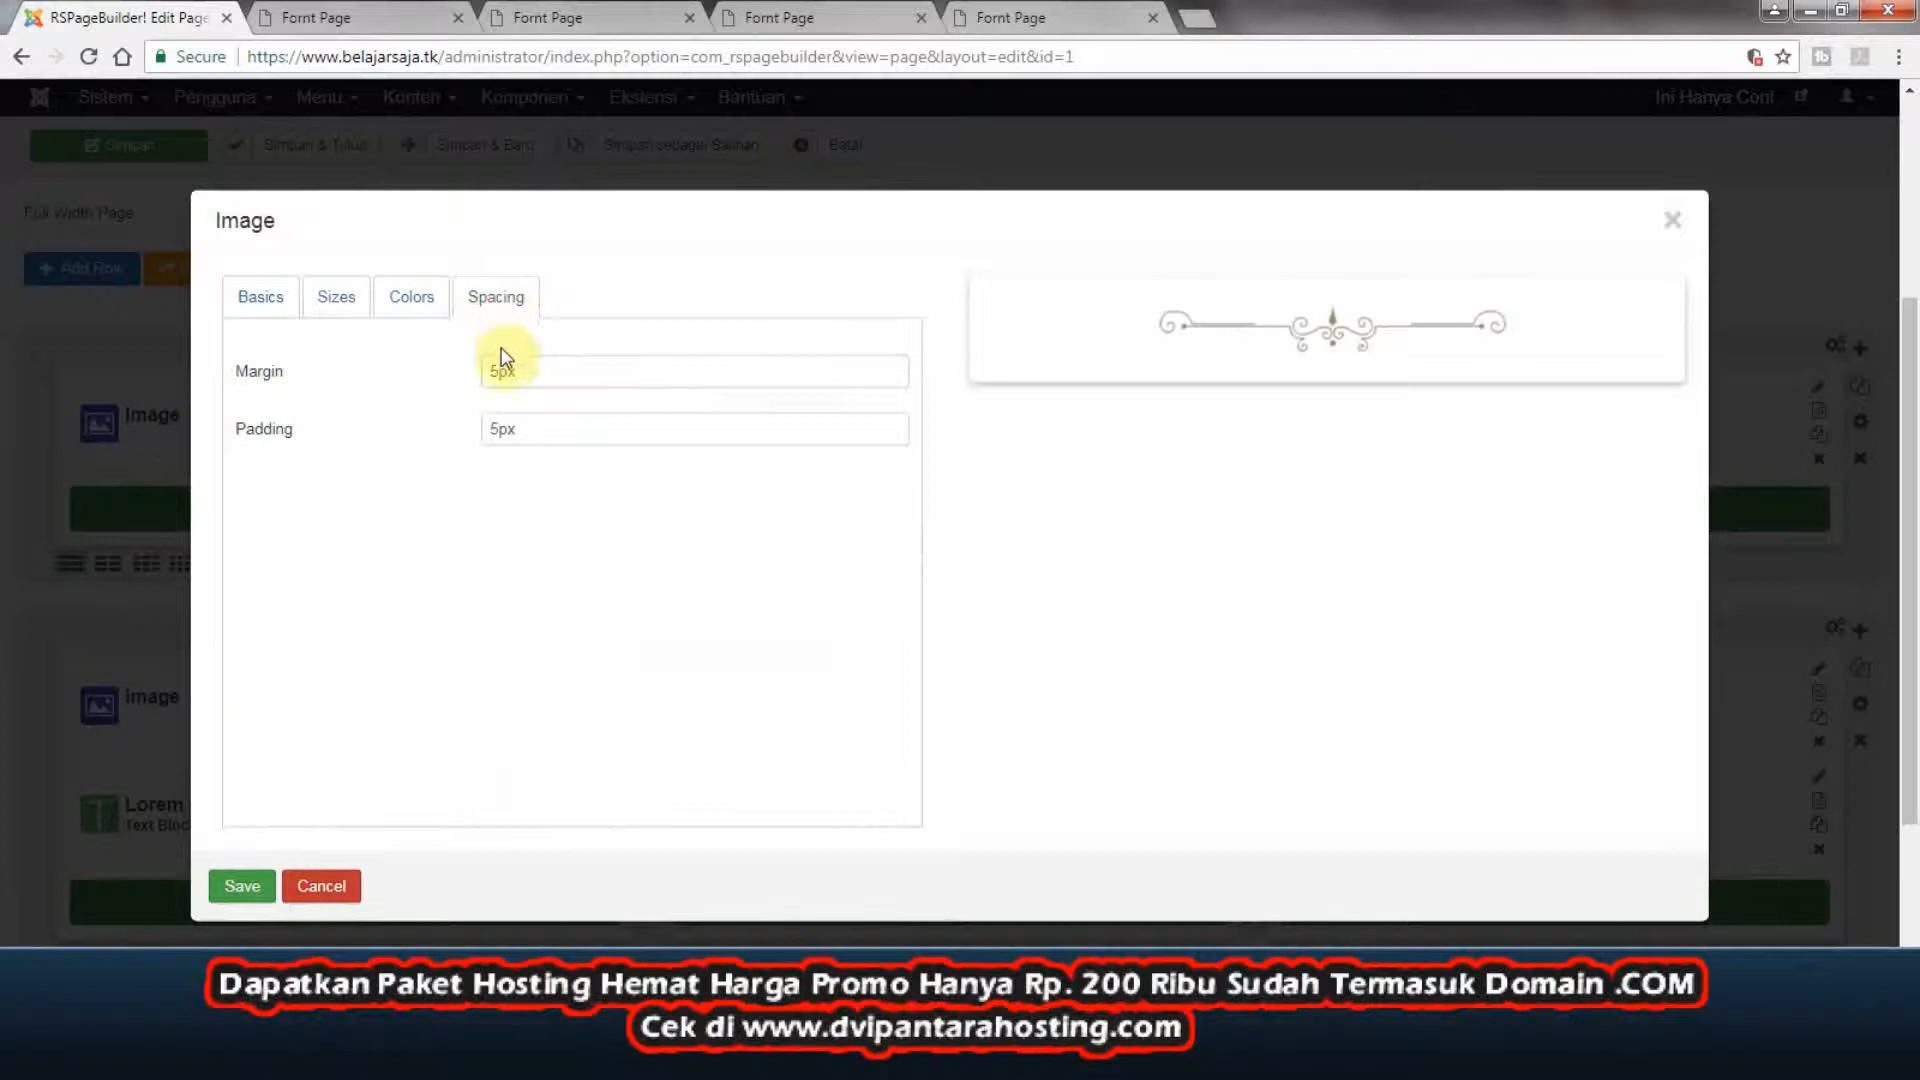 RSPageBuilder! Edit Page
Fornt Page
Fornt Page
Fornt Page
Fornt Page
Secure
https://www.belajarsaja.tk/administrator/index.php?option=com_rspagebuilder&view=page&layout=edit&id=1
Sistem
Pengguna
Menu
Konten
Komponen
Ekstensi
Bantuan
Ini Hanya Cont
Simpan
Simpan & Tutup
Simpan & Baru
Simpan sebagai Salinan
Batal
Full Width Page
Add Row
Image
Basics
Sizes
Colors
Spacing
Margin
5px
Padding
5px
Image
Image
Lorem
Text Bloc
Save
Cancel
Dapatkan Paket Hosting Hemat Harga Promo Hanya Rp. 200 Ribu Sudah Termasuk Domain .COM
Cek di www.dvipantarahosting.com